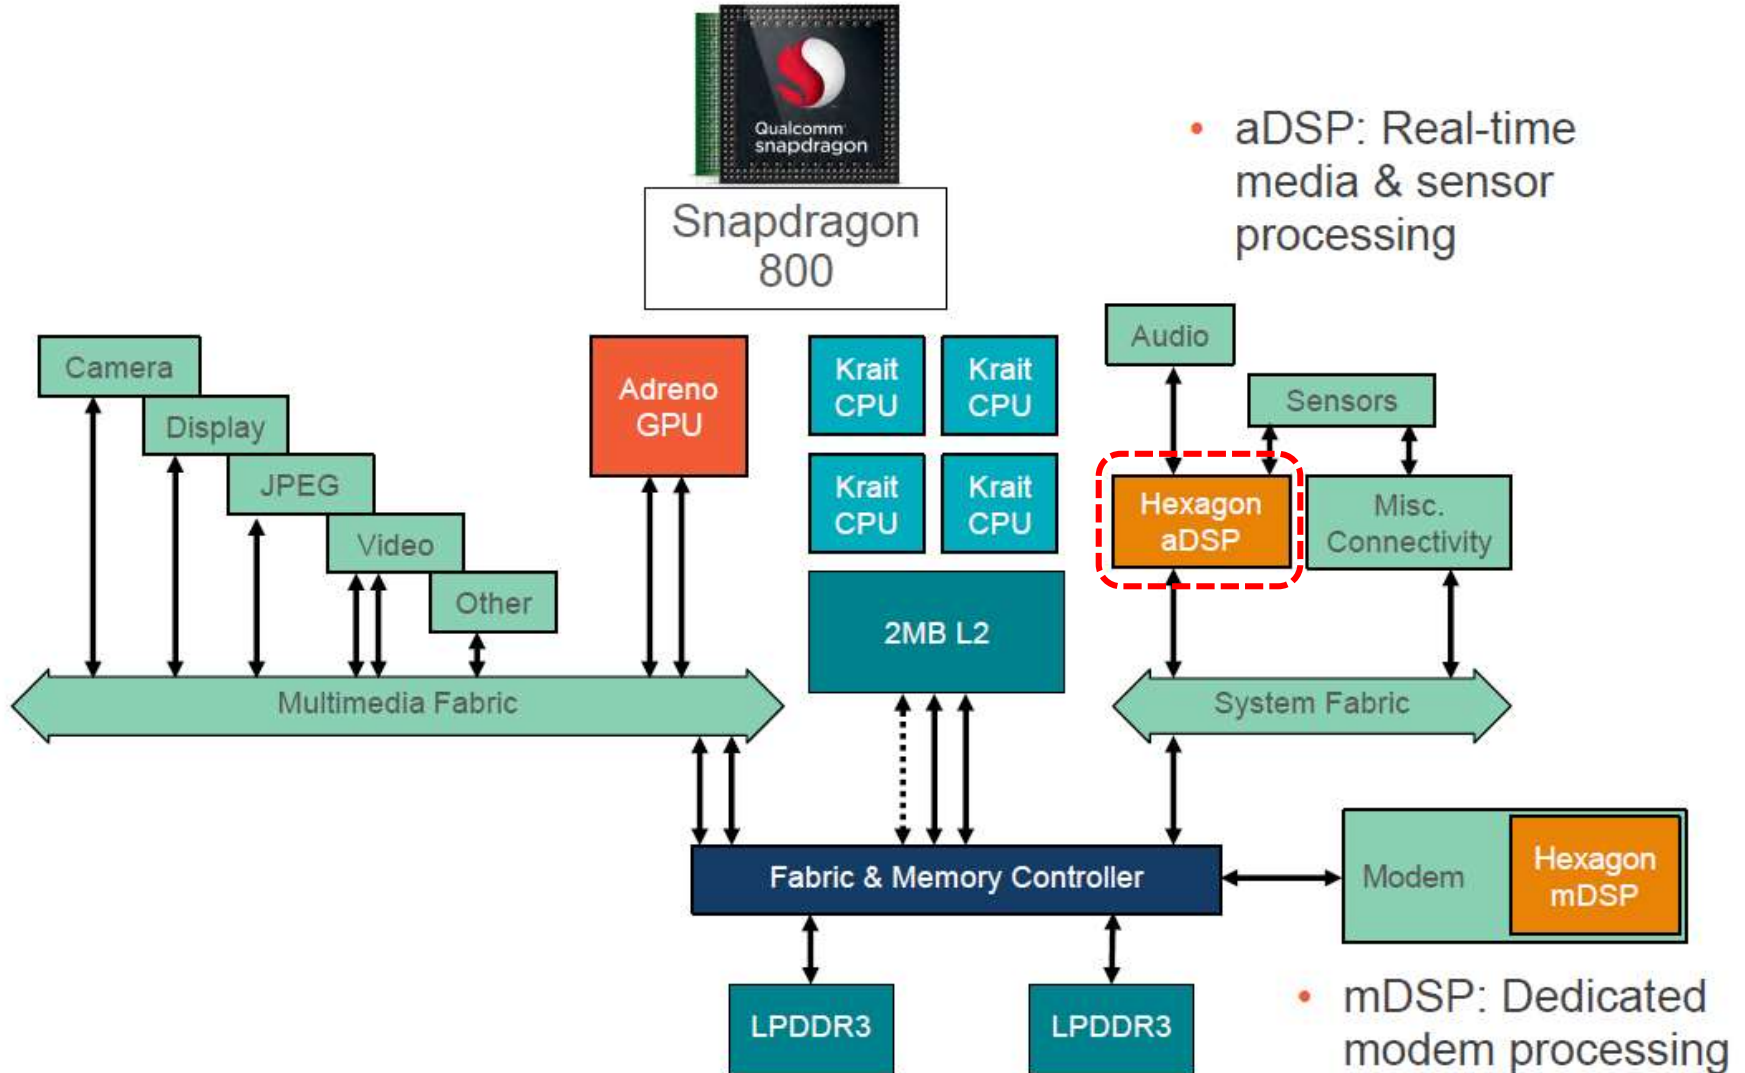 Qualcomm
snapdragon
Snapdragon
800
• aDSP: Real-time
media & sensor
processing
Camera
Display
JPEG
Video
Other
Adreno
GPU
Krait
CPU
Krait
CPU
Krait
CPU
Krait
CPU
2MB L2
Audio
Sensors
Hexagon
aDSP
Misc.
Connectivity
Multimedia Fabric
System Fabric
Fabric & Memory Controller
Modem
Hexagon
mDSP
LPDDR3
LPDDR3
• mDSP: Dedicated
modem processing